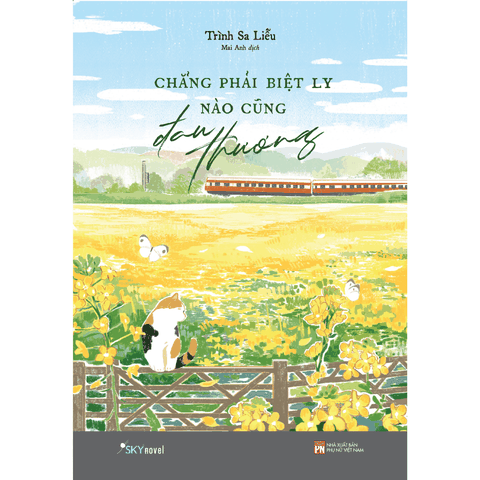 Trình Sa Liễu
Mai Anh dịch
CHẲNG PHẢI BIỆT LY
NÀO CŨNG
đau thương
SKYnovel
PN
NHÀ XUẤT BẢN
PHỤ NỮ VIỆT NAM